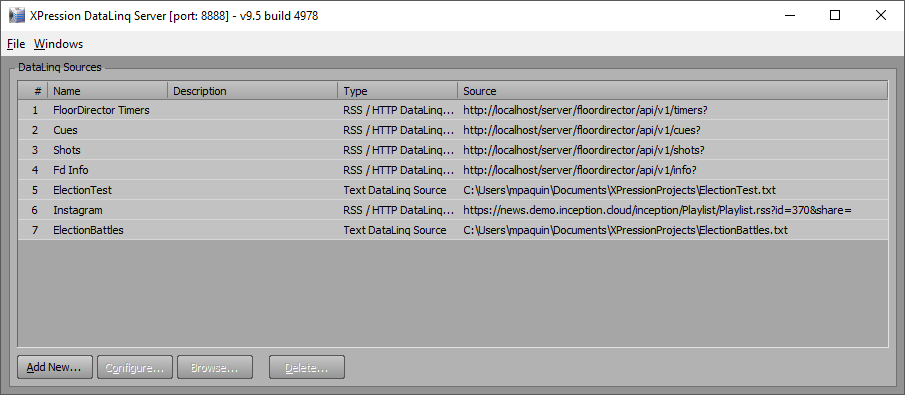 XPression DataLinq Server [port: 8888] - v9.5 build 4978
File Windows
DataLinq Sources
# Name Description Type Source
1 FloorDirector Timers RSS / HTTP DataLinq... http://localhost/server/floordirector/api/v1/timers?
2 Cues RSS / HTTP DataLinq... http://localhost/server/floordirector/api/v1/cues?
3 Shots RSS / HTTP DataLinq... http://localhost/server/floordirector/api/v1/shots?
4 Fd Info RSS / HTTP DataLinq... http://localhost/server/floordirector/api/v1/info?
5 ElectionTest Text DataLinq Source C:\Users\mpaquin\Documents\XPressionProjects\ElectionTest.txt
6 Instagram RSS / HTTP DataLinq... https://news.demo.inception.cloud/inception/Playlist/Playlist.rss?id=370&share=
7 ElectionBattles Text DataLinq Source C:\Users\mpaquin\Documents\XPressionProjects\ElectionBattles.txt
Add New... Configure... Browse... Delete...